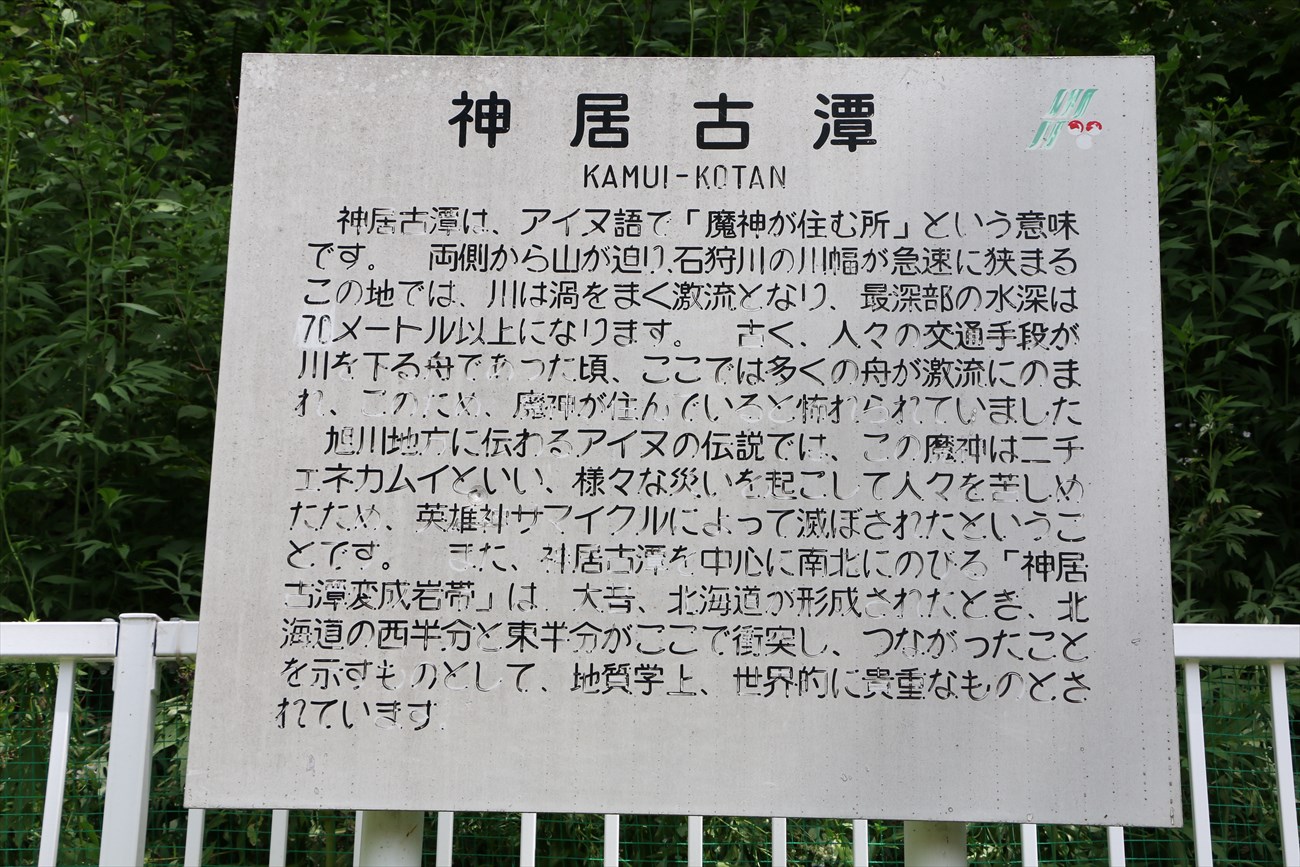 神居古潭
KAMUI-KOTAN
神居古潭は、アイヌ語で「魔神が住む所」という意味
です。　両側から山が迫り、石狩川の川幅が急速に狭まる
この地では、川は渦をまく激流となり、最深部の水深は
70メートル以上になります。　古く、人々の交通手段が
川を下る舟であった頃、ここでは多くの舟が激流にのま
れ、このため、魔神が住んでいると怖れられていました
旭川地方に伝わるアイヌの伝説では、この魔神はニチ
エネカムイといい、様々な災いを起こして人々を苦しめ
たため、英雄神サマイクルによって滅ぼされたというこ
とです。　また、神居古潭を中心に南北にのびる「神居
古潭変成岩帯」は、大昔、北海道が形成されたとき、北
海道の西半分と東半分がここで衝突し、つながったこと
を示すものとして、地質学上、世界的に貴重なものとさ
れています